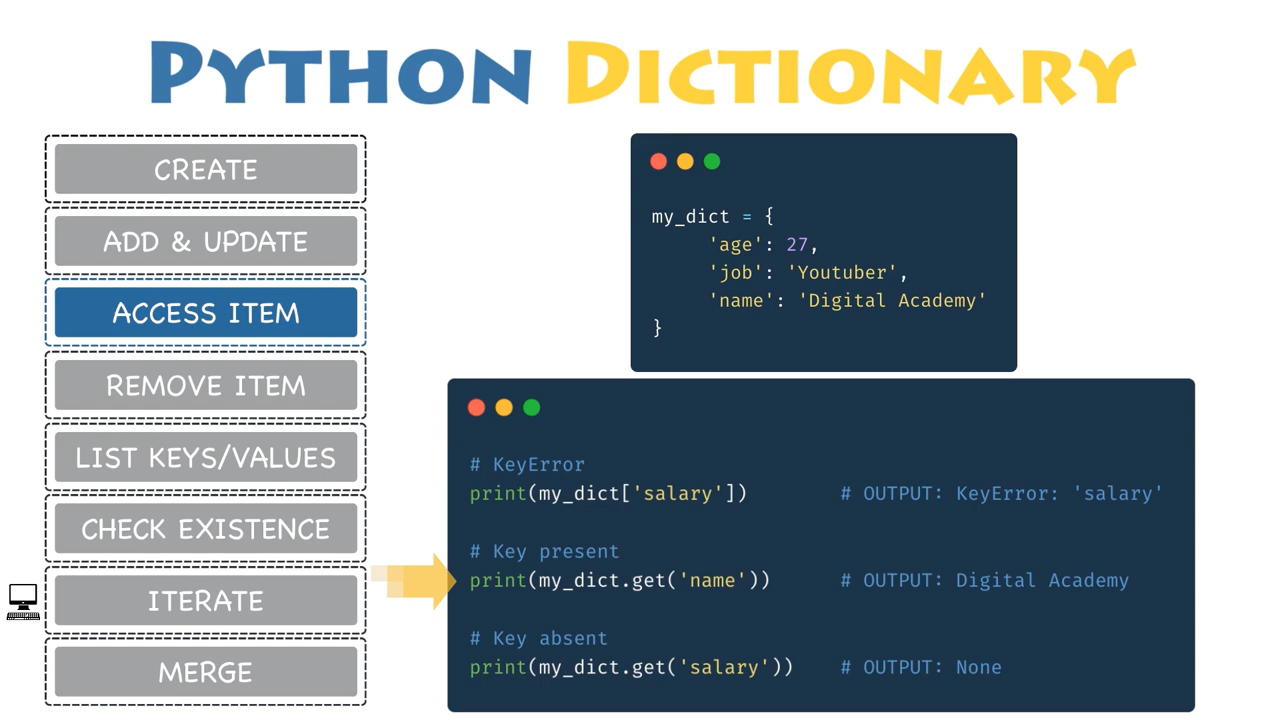 PYTHON DICTIONARY
CREATE
ADD & UPDATE
ACCESS ITEM
REMOVE ITEM
LIST KEYS/VALUES
CHECK EXISTENCE
ITERATE
MERGE
my_dict = {
'age': 27,
'job': 'Youtuber',
'name': 'Digital Academy'
}
# KeyError
print(my_dict['salary']) # OUTPUT: KeyError: 'salary'
# Key present
print(my_dict.get('name')) # OUTPUT: Digital Academy
# Key absent
print(my_dict.get('salary')) # OUTPUT: None